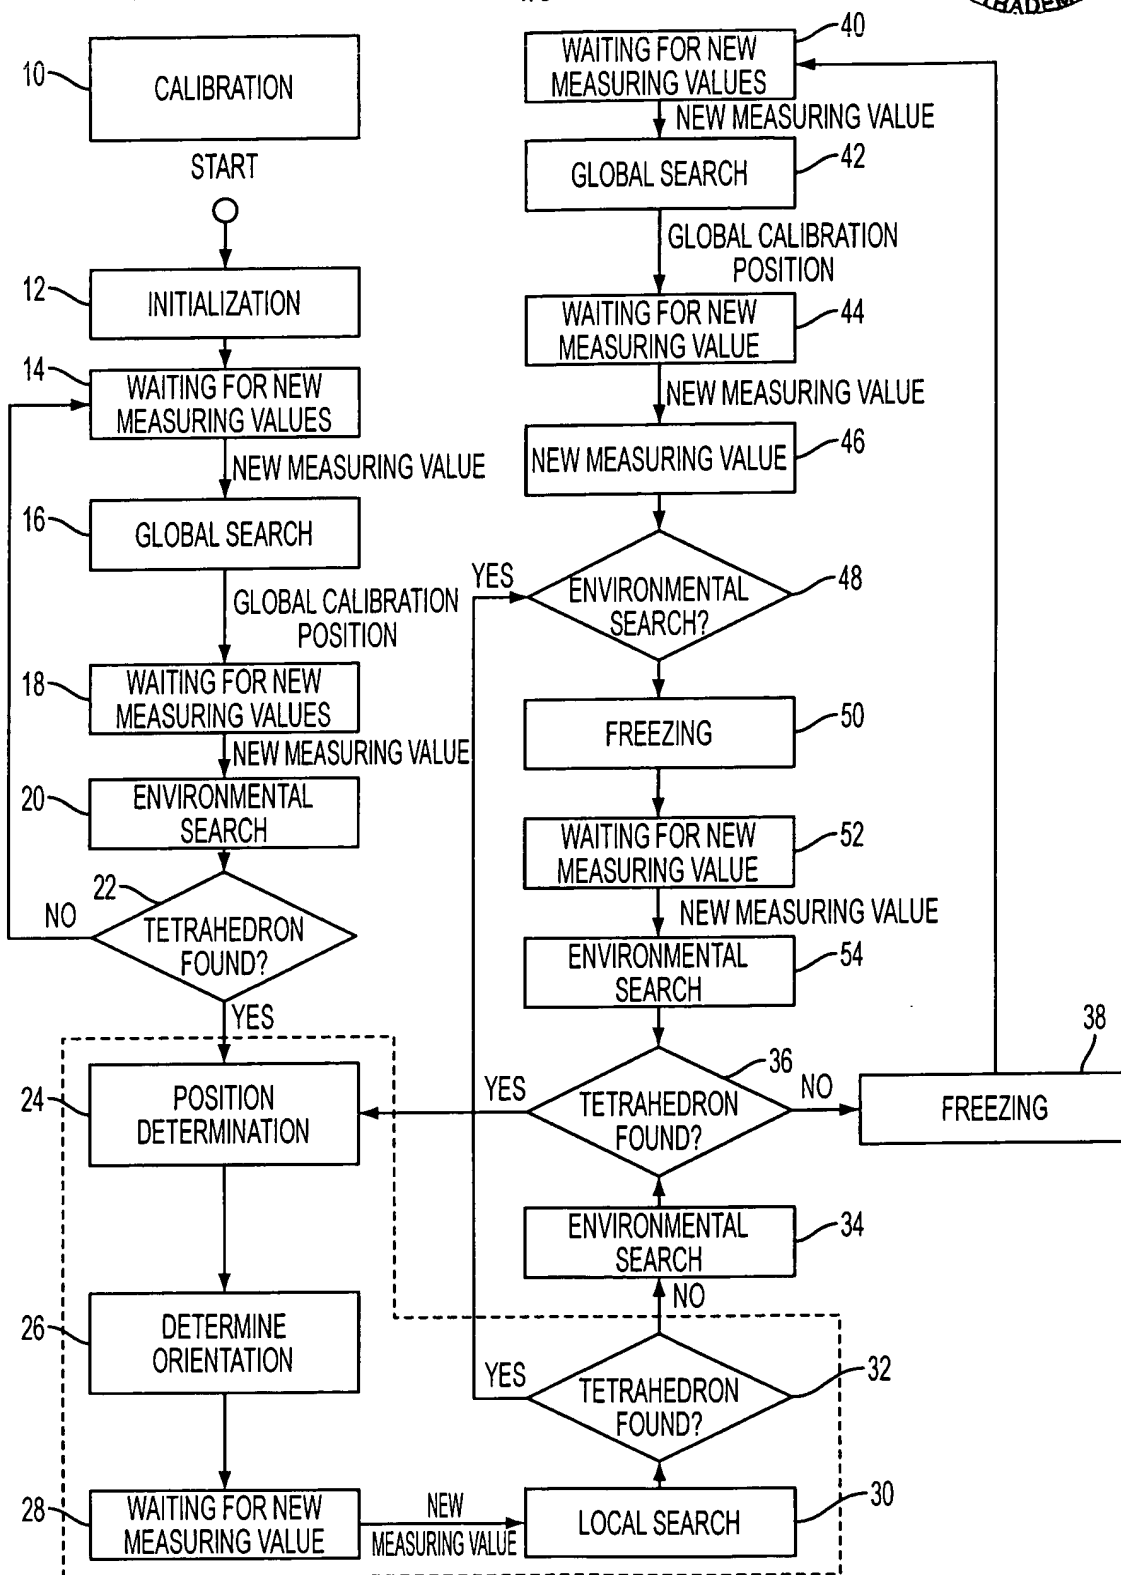 TRADEM
10
CALIBRATION
START
12
INITIALIZATION
14
WAITING FOR NEW
MEASURING VALUES
NEW MEASURING VALUE
16
GLOBAL SEARCH
GLOBAL CALIBRATION
POSITION
18
WAITING FOR NEW
MEASURING VALUES
NEW MEASURING VALUE
20
ENVIRONMENTAL
SEARCH
22
NO
TETRAHEDRON
FOUND?
YES
24
POSITION
DETERMINATION
26
DETERMINE
ORIENTATION
28
WAITING FOR NEW
MEASURING VALUE
NEW
MEASURING VALUE
40
WAITING FOR NEW
MEASURING VALUES
NEW MEASURING VALUE
42
GLOBAL SEARCH
GLOBAL CALIBRATION
POSITION
44
WAITING FOR NEW
MEASURING VALUE
NEW MEASURING VALUE
46
NEW MEASURING VALUE
YES
48
ENVIRONMENTAL
SEARCH?
50
FREEZING
52
WAITING FOR NEW
MEASURING VALUE
NEW MEASURING VALUE
54
ENVIRONMENTAL
SEARCH
36
YES
TETRAHEDRON
FOUND?
NO
38
FREEZING
34
ENVIRONMENTAL
SEARCH
NO
32
YES
TETRAHEDRON
FOUND?
30
LOCAL SEARCH